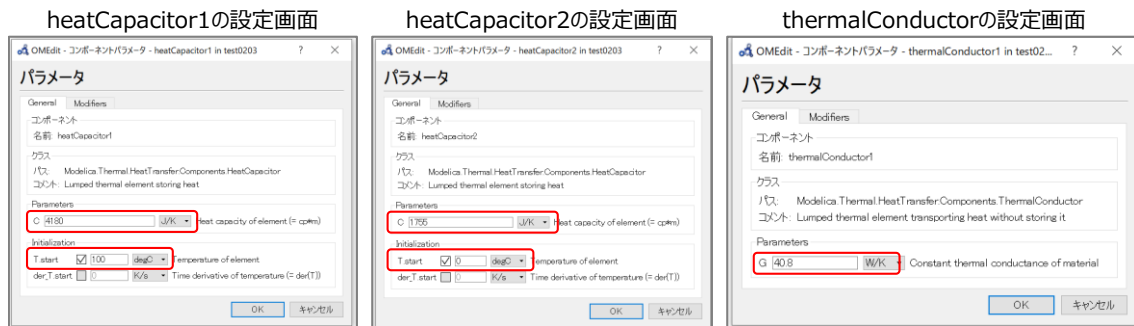 heatCapacitor1の設定画面
OMEdit - コンポーネントパラメータ - heatCapacitor1 in test0203 ? ×
パラメータ
General Modifiers
コンポーネント
名前: heatCapacitor1
クラス
パス: Modelica.Thermal.HeatTransfer.Components.HeatCapacitor
コメント: Lumped thermal element storing heat
Parameters
C 4180 J/K Heat capacity of element (= cp*m)
Initialization
T.start 100 degC Temperature of element
der_T.start 0 K/s Time derivative of temperature (= der(T))
OK キャンセル
heatCapacitor2の設定画面
OMEdit - コンポーネントパラメータ - heatCapacitor2 in test0203 ? ×
パラメータ
General Modifiers
コンポーネント
名前: heatCapacitor2
クラス
パス: Modelica.Thermal.HeatTransfer.Components.HeatCapacitor
コメント: Lumped thermal element storing heat
Parameters
C 1755 J/K Heat capacity of element (= cp*m)
Initialization
T.start 0 degC Temperature of element
der_T.start 0 K/s Time derivative of temperature (= der(T))
OK キャンセル
thermalConductorの設定画面
OMEdit - コンポーネントパラメータ - thermalConductor1 in test02... ? ×
パラメータ
General Modifiers
コンポーネント
名前: thermalConductor1
クラス
パス: Modelica.Thermal.HeatTransfer.Components.ThermalConductor
コメント: Lumped thermal element transporting heat without storing it
Parameters
G 40.8 W/K Constant thermal conductance of material
OK キャンセル